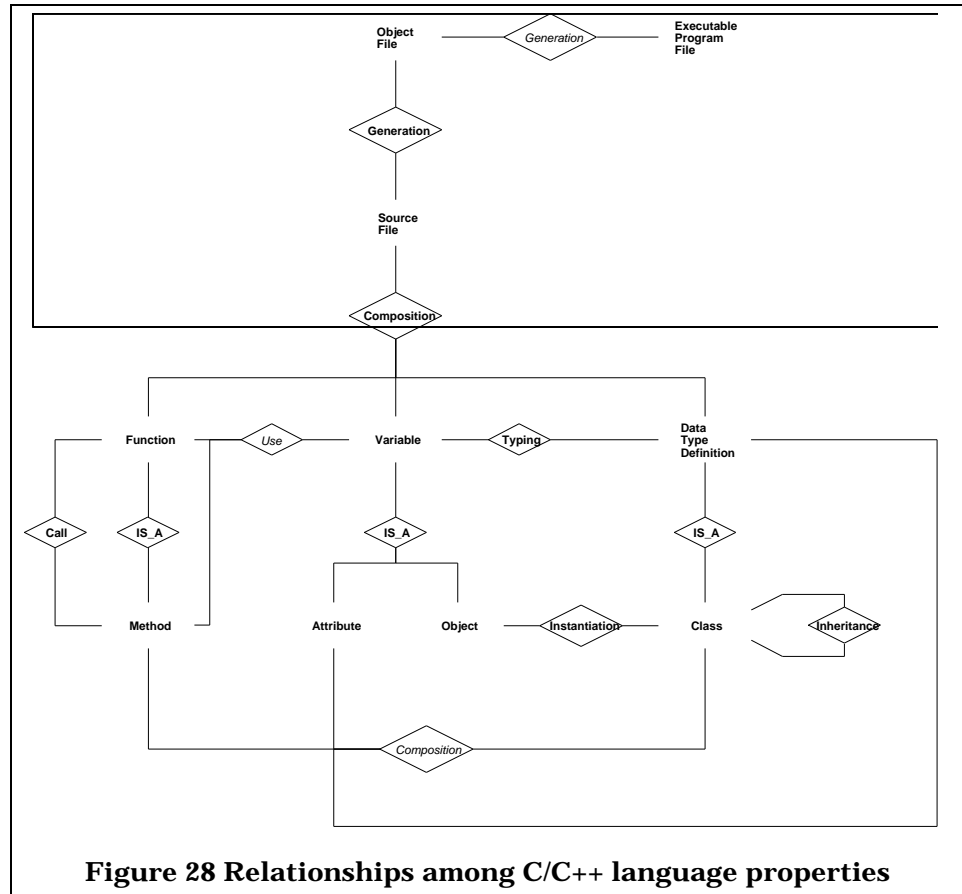 Object
File
Generation
Executable
Program
File
Generation
Source
File
Composition
Function
Use
Variable
Typing
Data
Type
Definition
Call
IS_A
IS_A
IS_A
Method
Attribute
Object
Instantiation
Class
Inheritance
Composition
Figure 28 Relationships among C/C++ language properties